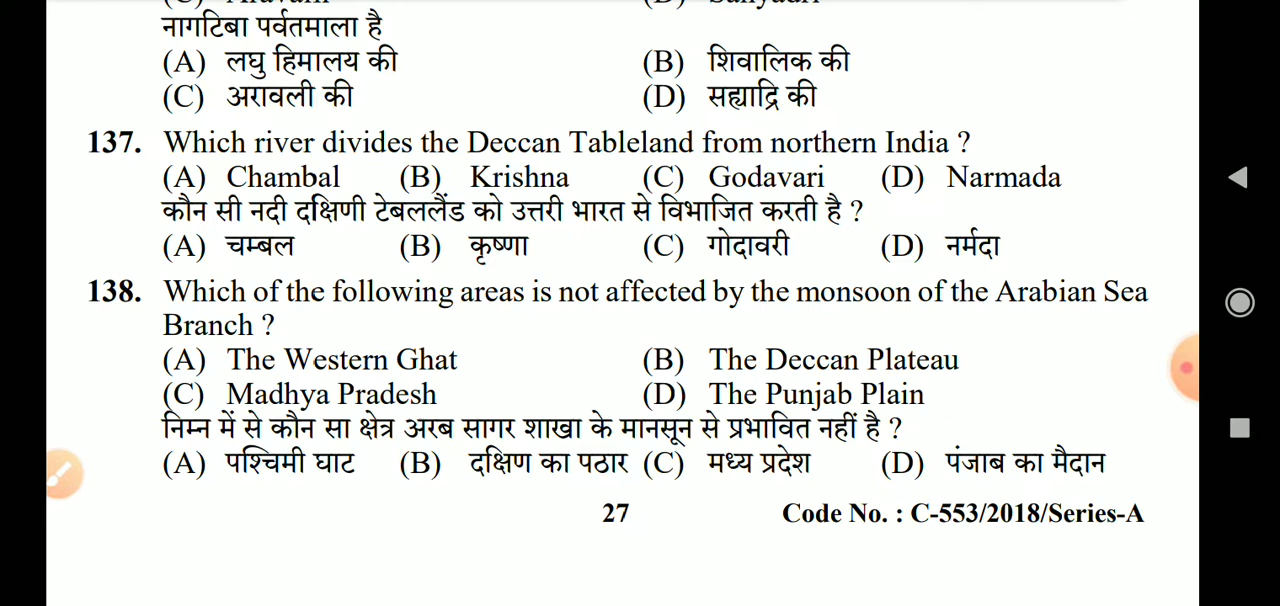 नागटिबा पर्वतमाला है
(A) लघु हिमालय की (B) शिवालिक की
(C) अरावली की (D) सह्याद्रि की
137. Which river divides the Deccan Tableland from northern India ?
(A) Chambal (B) Krishna (C) Godavari (D) Narmada
कौन सी नदी दक्षिणी टेबललैंड को उत्तरी भारत से विभाजित करती है ?
(A) चम्बल (B) कृष्णा (C) गोदावरी (D) नर्मदा
138. Which of the following areas is not affected by the monsoon of the Arabian Sea
Branch ?
(A) The Western Ghat (B) The Deccan Plateau
(C) Madhya Pradesh (D) The Punjab Plain
निम्न में से कौन सा क्षेत्र अरब सागर शाखा के मानसून से प्रभावित नहीं है ?
(A) पश्चिमी घाट (B) दक्षिण का पठार (C) मध्य प्रदेश (D) पंजाब का मैदान
27 Code No. : C-553/2018/Series-A